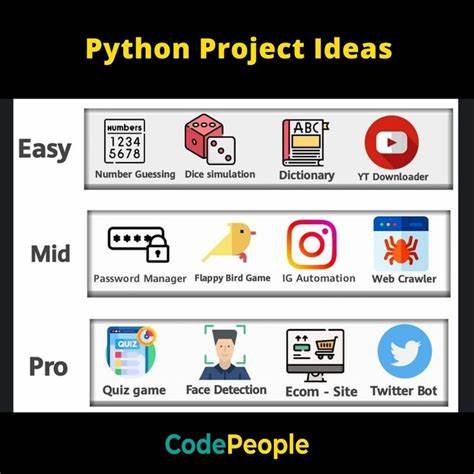 Python Project Ideas
Easy
Numbers
1234
5678
ABC
Number Guessing Dice simulation Dictionary YT Downloader
Mid
****
Password Manager Flappy Bird Game IG Automation Web Crawler
Pro
QUIZ
Quiz game Face Detection Ecom - Site Twitter Bot
CodePeople